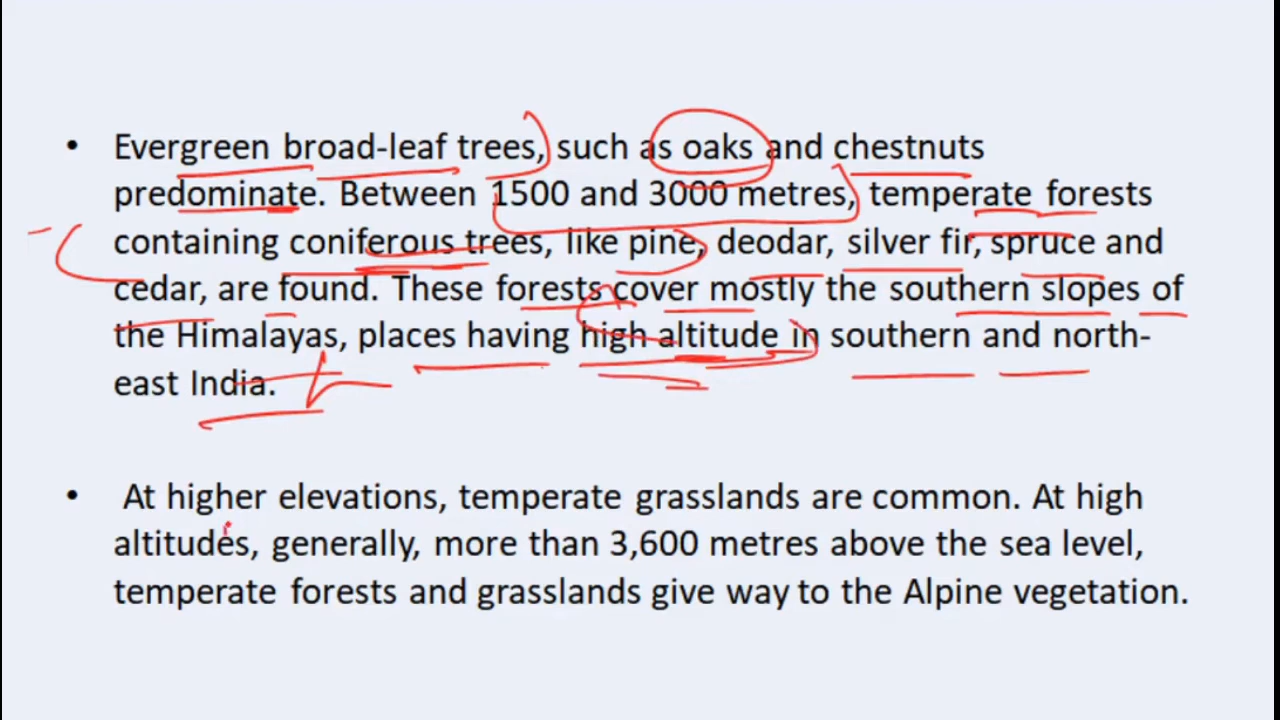 • Evergreen broad-leaf trees, such as oaks and chestnuts
predominate. Between 1500 and 3000 metres, temperate forests
containing coniferous trees, like pine, deodar, silver fir, spruce and
cedar, are found. These forests cover mostly the southern slopes of
the Himalayas, places having high altitude in southern and north-
east India.
• At higher elevations, temperate grasslands are common. At high
altitudes, generally, more than 3,600 metres above the sea level,
temperate forests and grasslands give way to the Alpine vegetation.